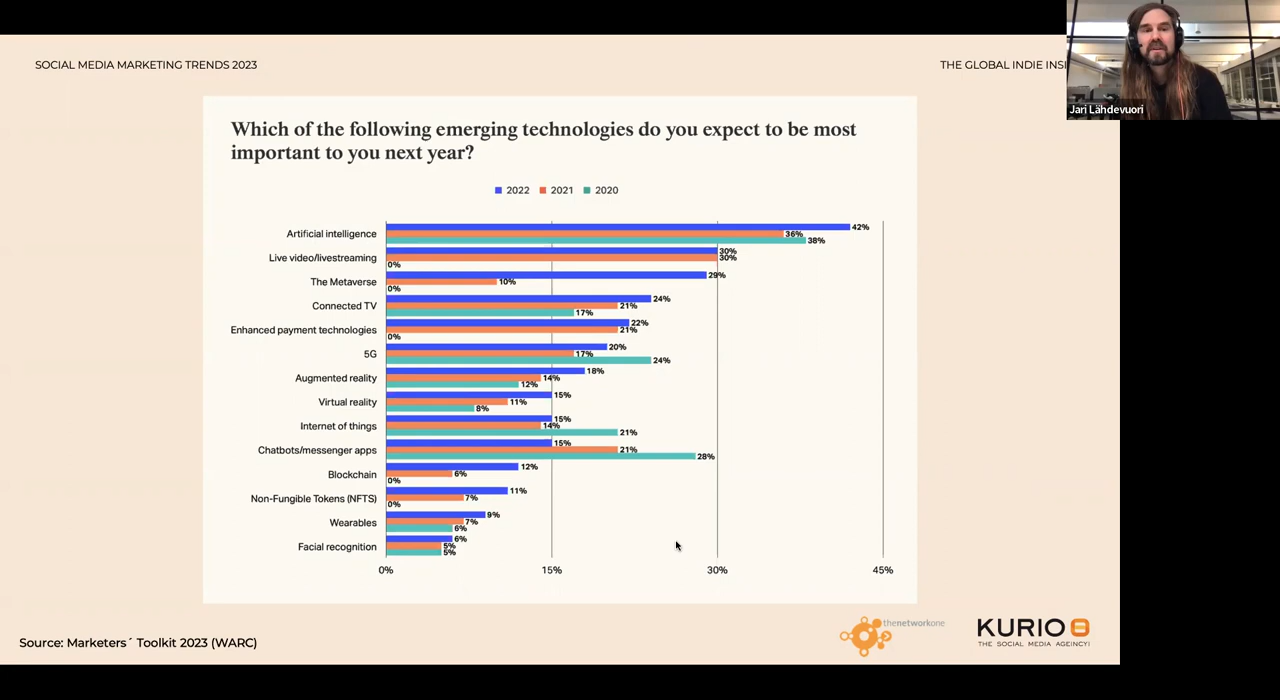 SOCIAL MEDIA MARKETING TRENDS 2023
THE GLOBAL INDIE INSI
Jari Lähdevuori
Which of the following emerging technologies do you expect to be most
important to you next year?
2022 2021 2020
Artificial intelligence 42% 36% 38%
Live video/livestreaming 30% 30% 0%
The Metaverse 29% 10% 0%
Connected TV 24% 21% 17%
Enhanced payment technologies 22% 21% 0%
5G 20% 17% 24%
Augmented reality 18% 14% 12%
Virtual reality 15% 11% 8%
Internet of things 15% 14% 21%
Chatbots/messenger apps 15% 21% 28%
Blockchain 12% 6% 0%
Non-Fungible Tokens (NFTS) 11% 7% 0%
Wearables 9% 7% 6%
Facial recognition 6% 5% 5%
0% 15% 30% 45%
Source: Marketers´ Toolkit 2023 (WARC)
thenetworkone
KURIO
THE SOCIAL MEDIA AGENCY!